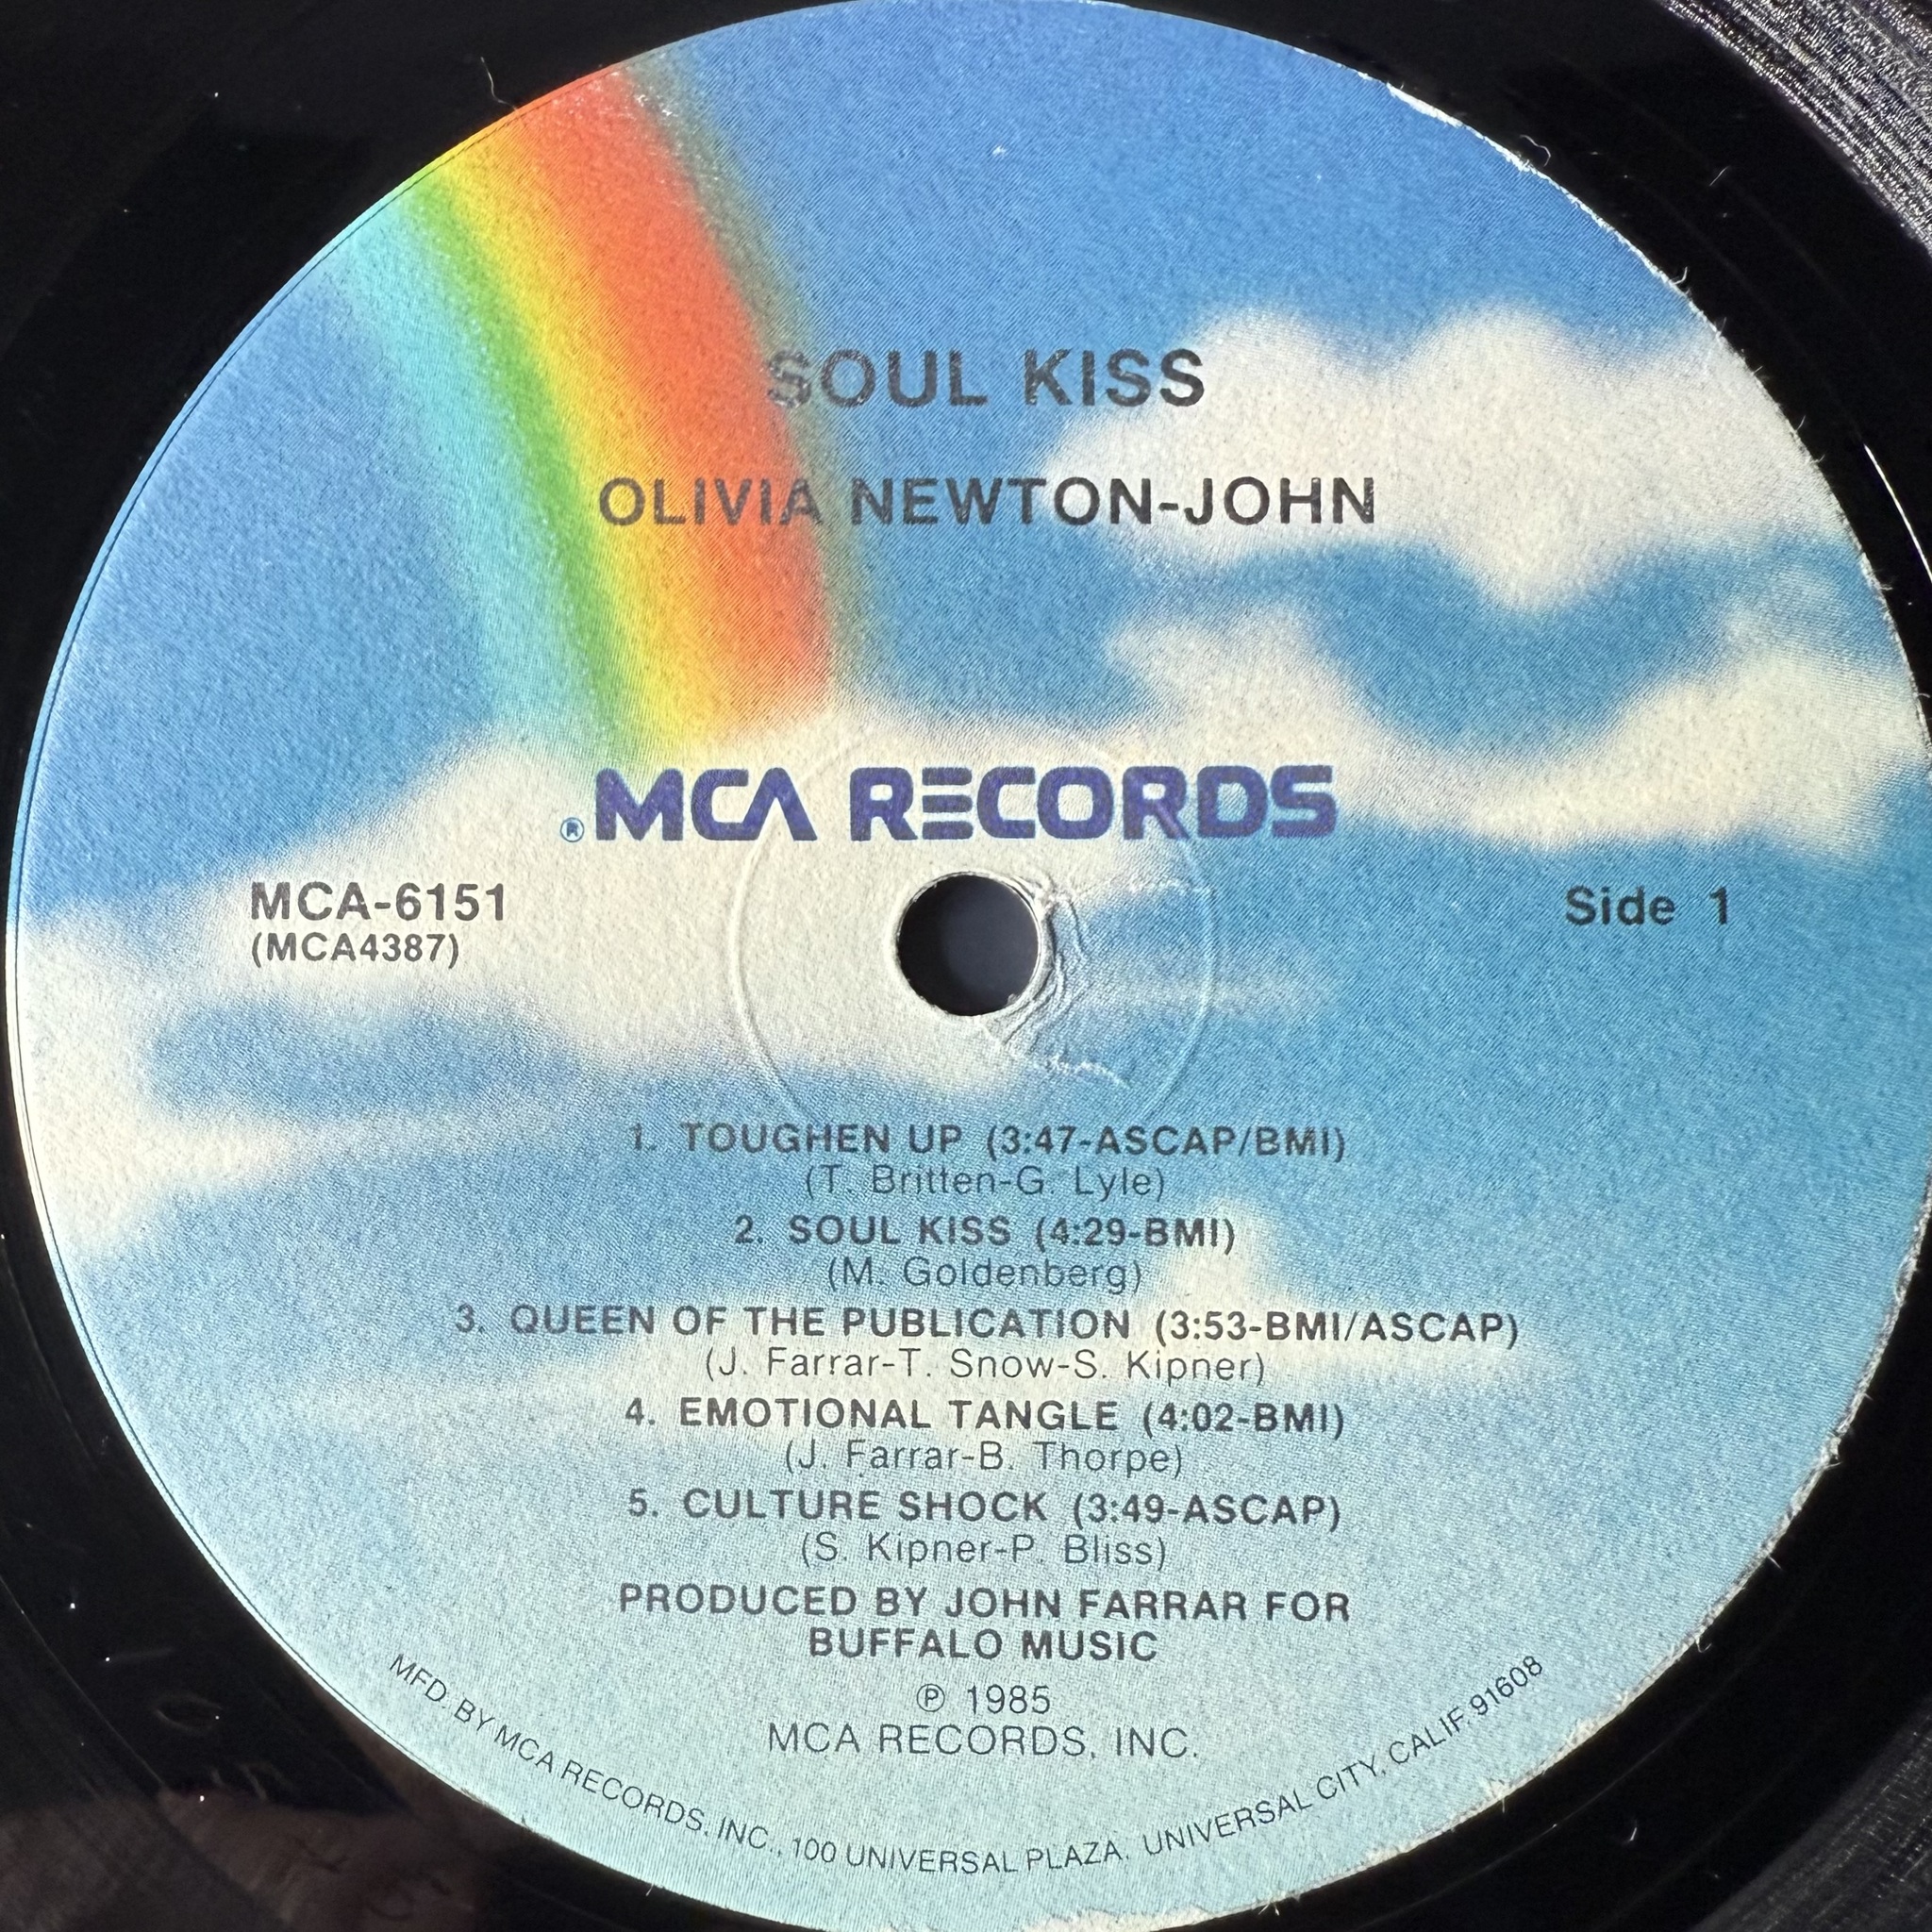 SOUL KISS
OLIVIA NEWTON-JOHN
® MCA RECORDS
MCA-6151
(MCA4387)
Side 1
1. TOUGHEN UP (3:47-ASCAP/BMI)
(T. Britten-G. Lyle)
2. SOUL KISS (4:29-BMI)
(M. Goldenberg)
3. QUEEN OF THE PUBLICATION (3:53-BMI/ASCAP)
(J. Farrar-T. Snow-S. Kipner)
4. EMOTIONAL TANGLE (4:02-BMI)
(J. Farrar-B. Thorpe)
5. CULTURE SHOCK (3:49-ASCAP)
(S. Kipner-P. Bliss)
PRODUCED BY JOHN FARRAR FOR
BUFFALO MUSIC
℗ 1985
MCA RECORDS, INC.
MFD. BY MCA RECORDS, INC., 100 UNIVERSAL PLAZA, UNIVERSAL CITY, CALIF. 91608